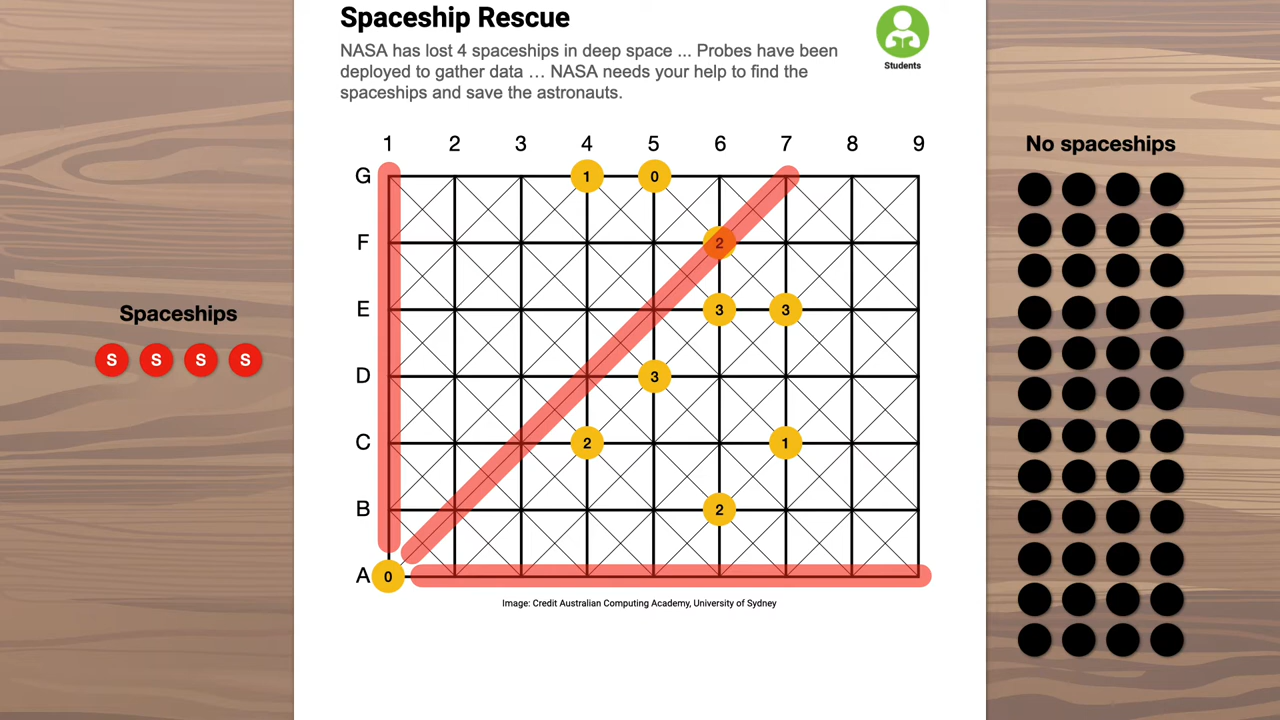 Spaceship Rescue
NASA has lost 4 spaceships in deep space ... Probes have been
deployed to gather data ... NASA needs your help to find the
spaceships and save the astronauts.
Students
1 2 3 4 5 6 7 8 9
No spaceships
G 1 0
F 2
E 3 3
Spaceships
S S S S
D 3
C 2 1
B 2
A 0
Image: Credit Australian Computing Academy, University of Sydney